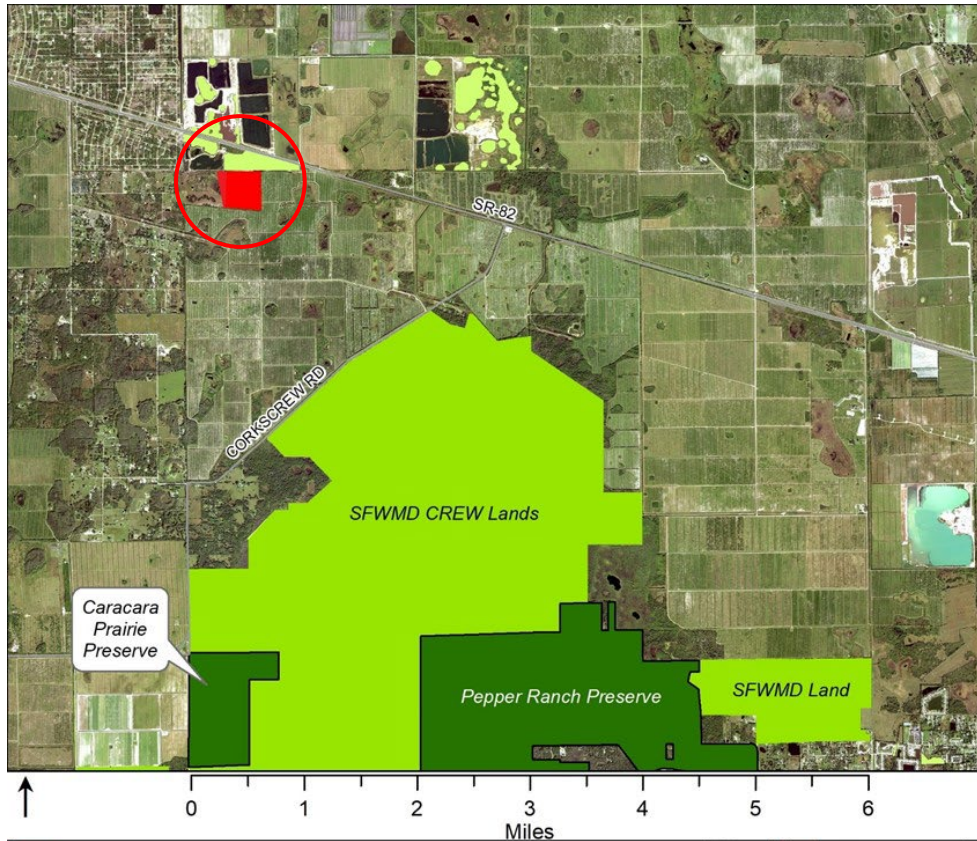 SR-82
CORKSCREW RD
SFWMD CREW Lands
Caracara
Prairie
Preserve
Pepper Ranch Preserve
SFWMD Land
0 1 2 3 4 5 6
Miles